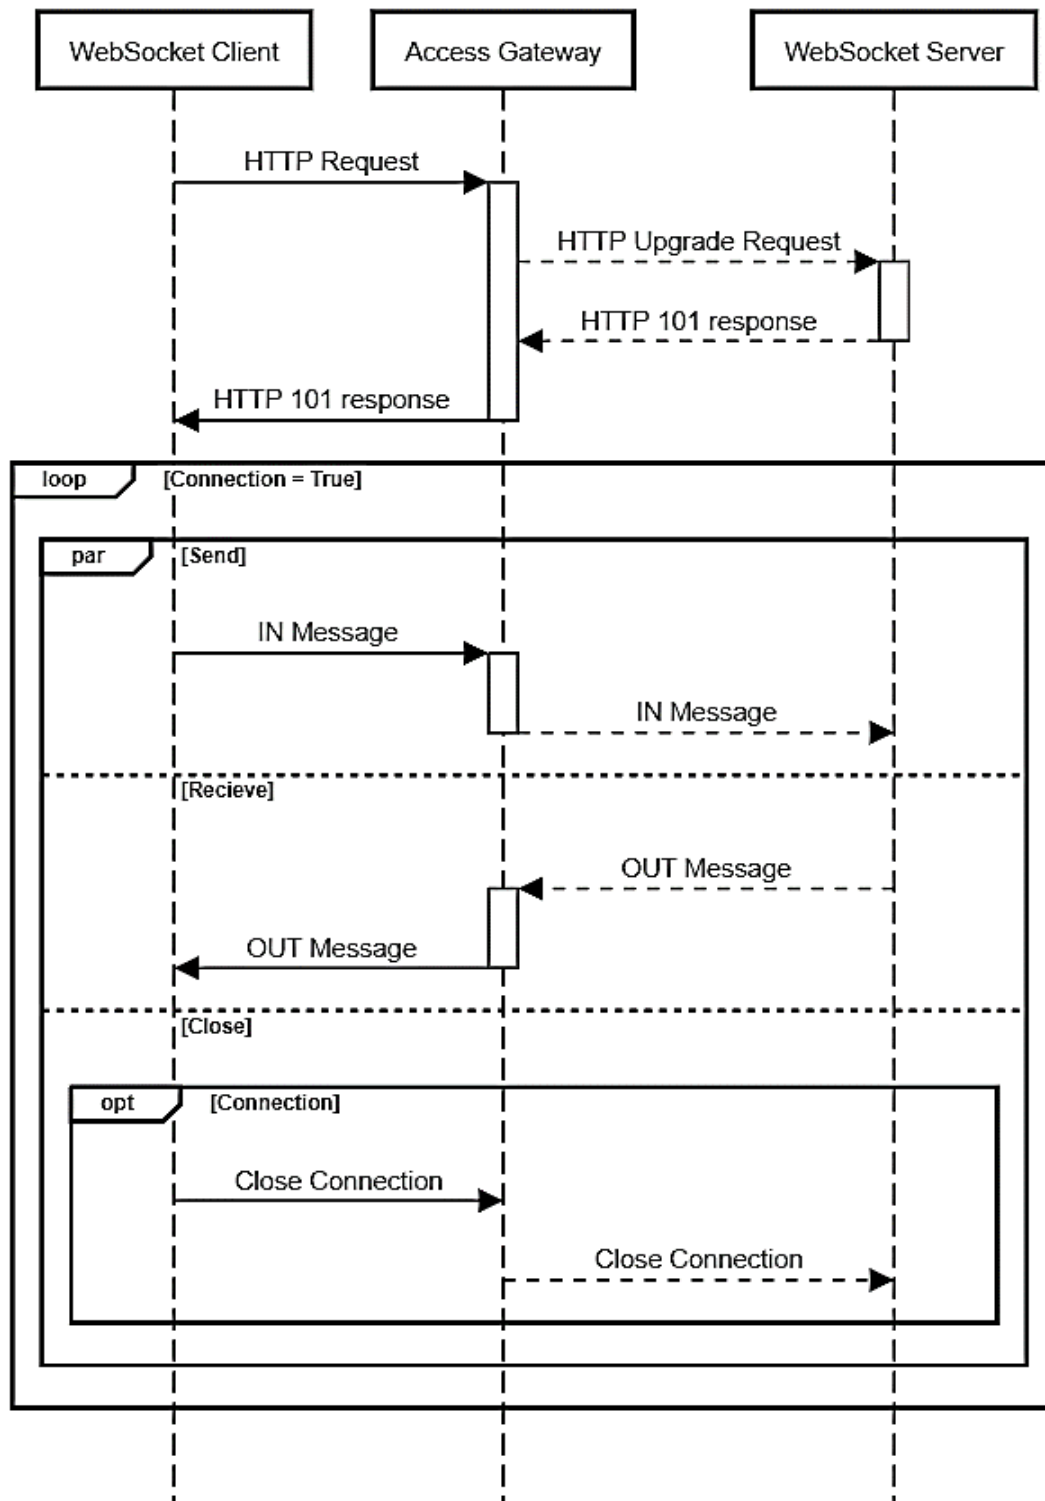 WebSocket Client
Access Gateway
WebSocket Server
HTTP Request
HTTP Upgrade Request
HTTP 101 response
HTTP 101 response
loop
[Connection = True]
par
[Send]
IN Message
IN Message
[Recieve]
OUT Message
OUT Message
[Close]
opt
[Connection]
Close Connection
Close Connection